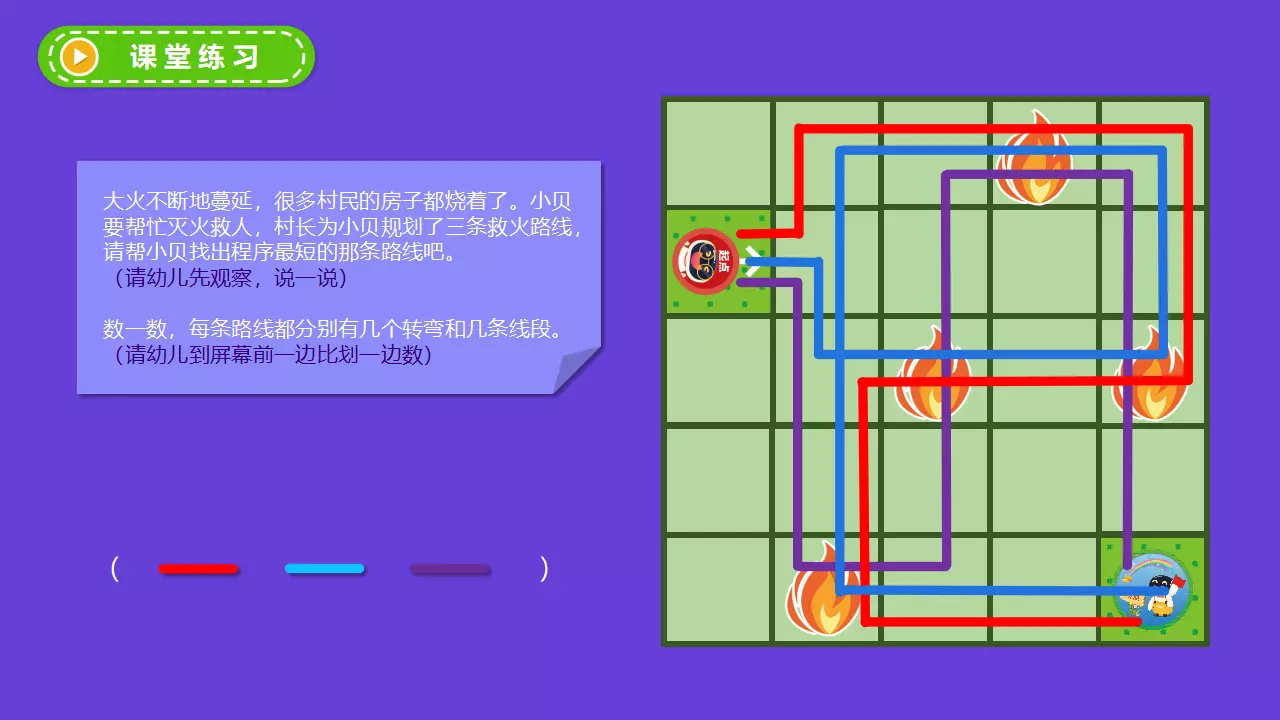 课堂练习
大火不断地蔓延，很多村民的房子都烧着了。小贝
要帮忙灭火救人，村长为小贝规划了三条救火路线，
请帮小贝找出程序最短的那条路线吧。
（请幼儿先观察，说一说）
数一数，每条路线都分别有几个转弯和几条线段。
（请幼儿到屏幕前一边比划一边数）
起点
（ ）